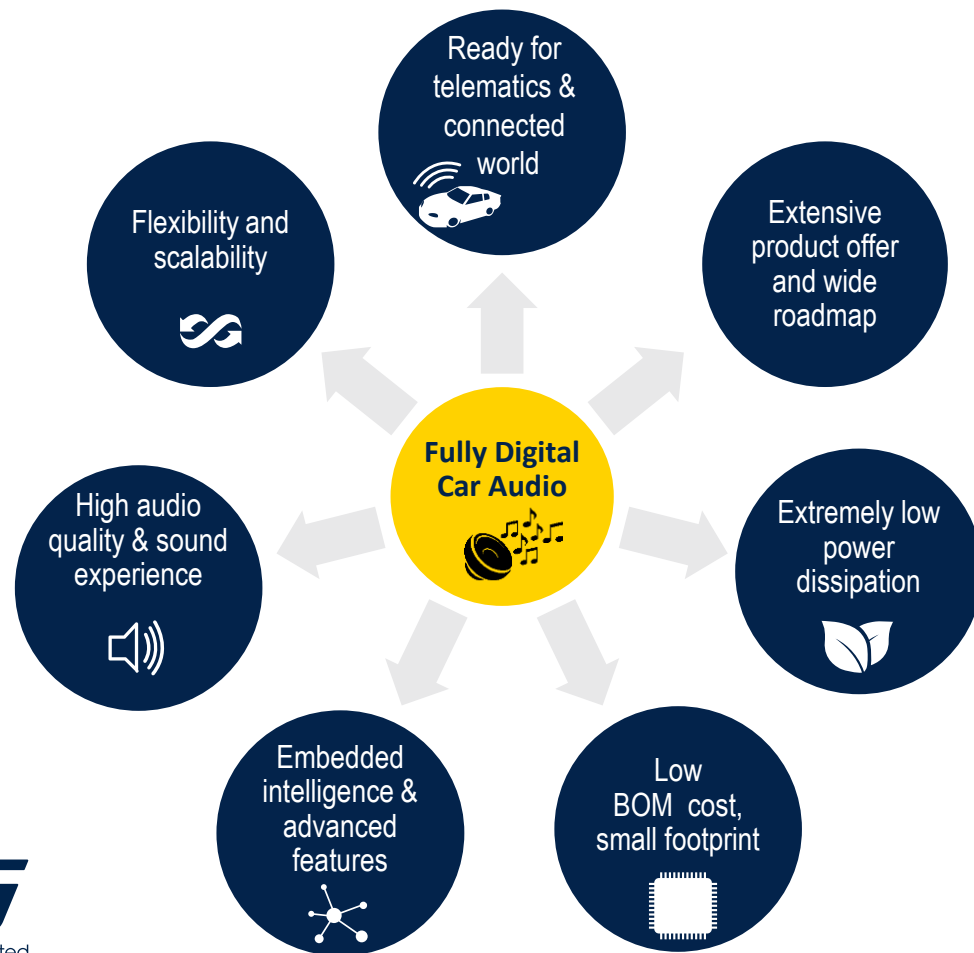 Ready for
telematics &
connected
world
Flexibility and
scalability
Extensive
product offer
and wide
roadmap
Fully Digital
Car Audio
High audio
quality & sound
experience
Extremely low
power
dissipation
Embedded
intelligence &
advanced
features
Low
BOM cost,
small footprint